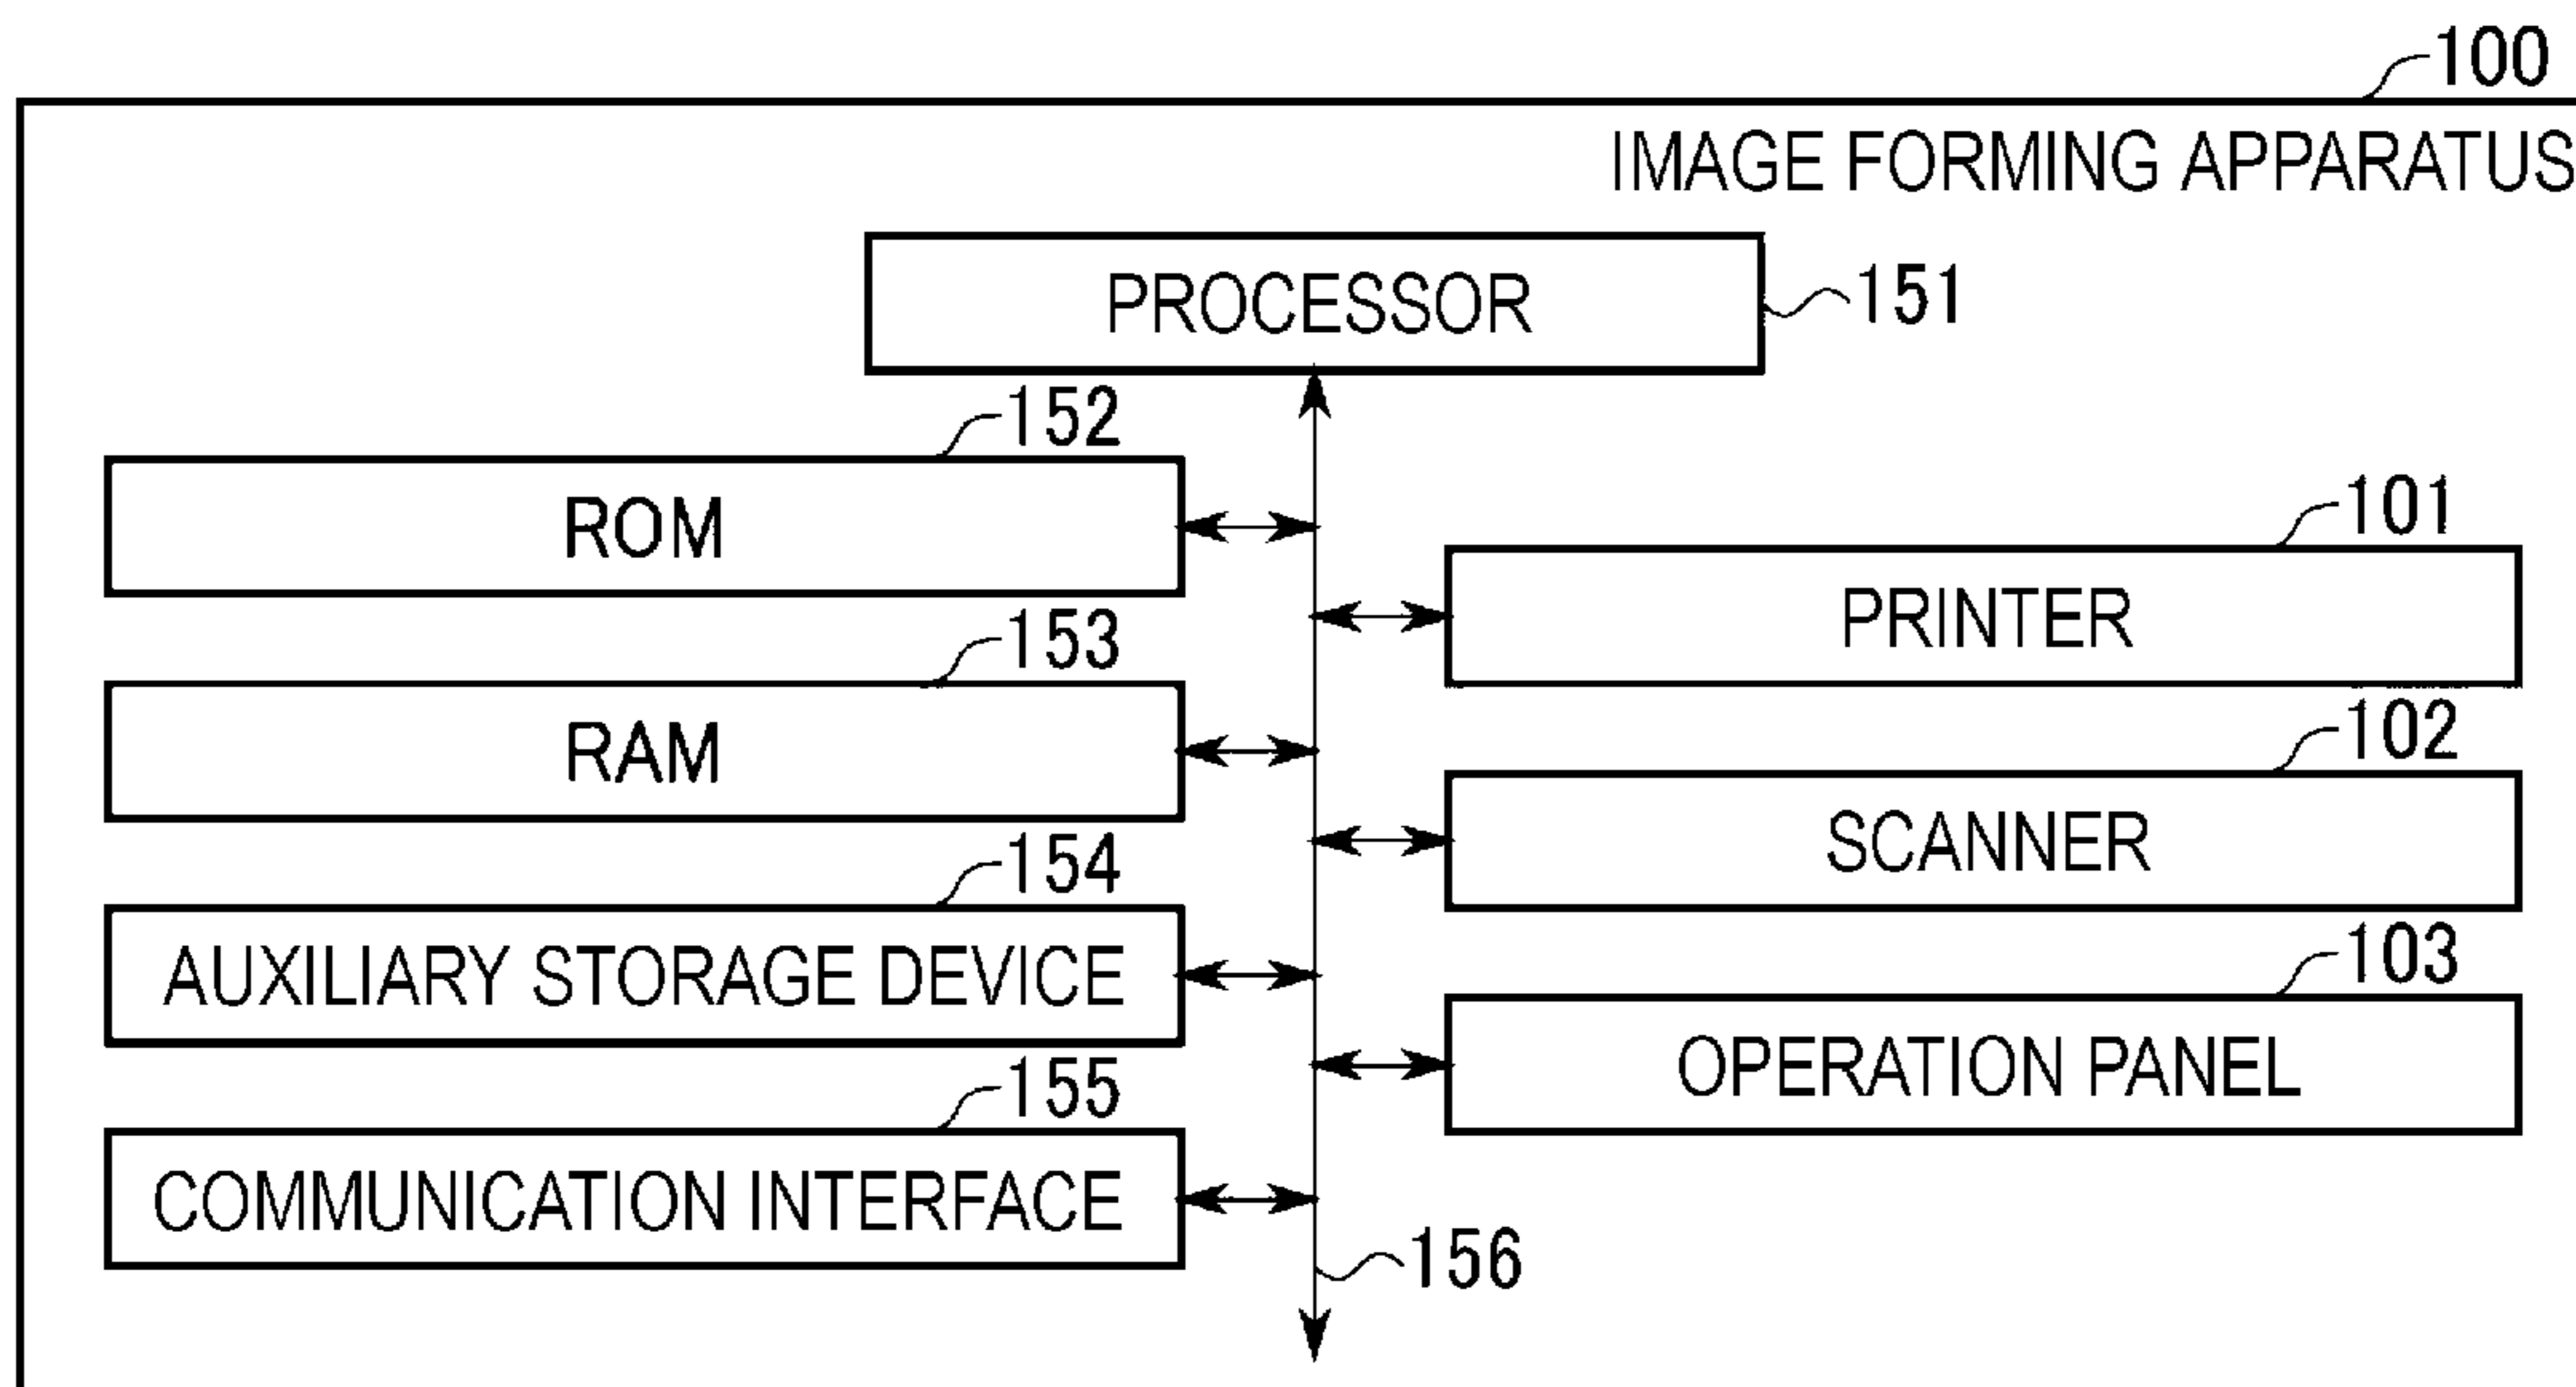 100
IMAGE FORMING APPARATUS
PROCESSOR
151
152
ROM
101
PRINTER
153
RAM
102
SCANNER
154
AUXILIARY STORAGE DEVICE
103
OPERATION PANEL
155
COMMUNICATION INTERFACE
156